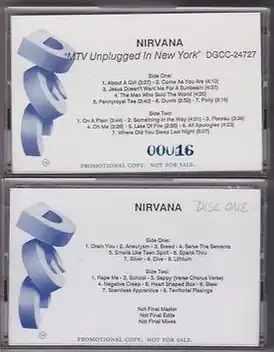 NIRVANA
"MTV Unplugged In New York" DGCC-24727
Side One:
1. About A Girl (3:37) 2. Come As You Are (4:13)
3. Jesus Doesn't Want Me For A Sunbeam (4:37)
4. The Man Who Sold The World (4:20)
5. Pennyroyal Tea (3:40) 6. Dumb (2:52) 7. Polly (3:16)
Side Two:
1. On A Plain (3:44) 2. Something In the Way (4:01) 3. Plateau (3:38)
4. Oh Me (3:26) 5. Lake Of Fire (2:55) 6. All Apologies (4:23)
7. Where Did You Sleep Last Night (5:07)
00016
PROMOTIONAL COPY. NOT FOR SALE.
NIRVANA DISC ONE
Side One:
1. Drain You 2. Aneurysm 3. Breed 4. Serve The Servants
5. Smells Like Teen Spirit 6. Spank Thru
7. Sliver 8. Dive 9. Lithium
Side Two:
1. Rape Me 2. School 3. Sappy (Verse Chorus Verse)
4. Negative Creep 5. Heart Shaped Box 6. Blew
7. Scentless Apprentice 8. Territorial Pissings
Not Final Master
Not Final Edits
Not Final Mixes
PROMOTIONAL COPY. NOT FOR SALE.